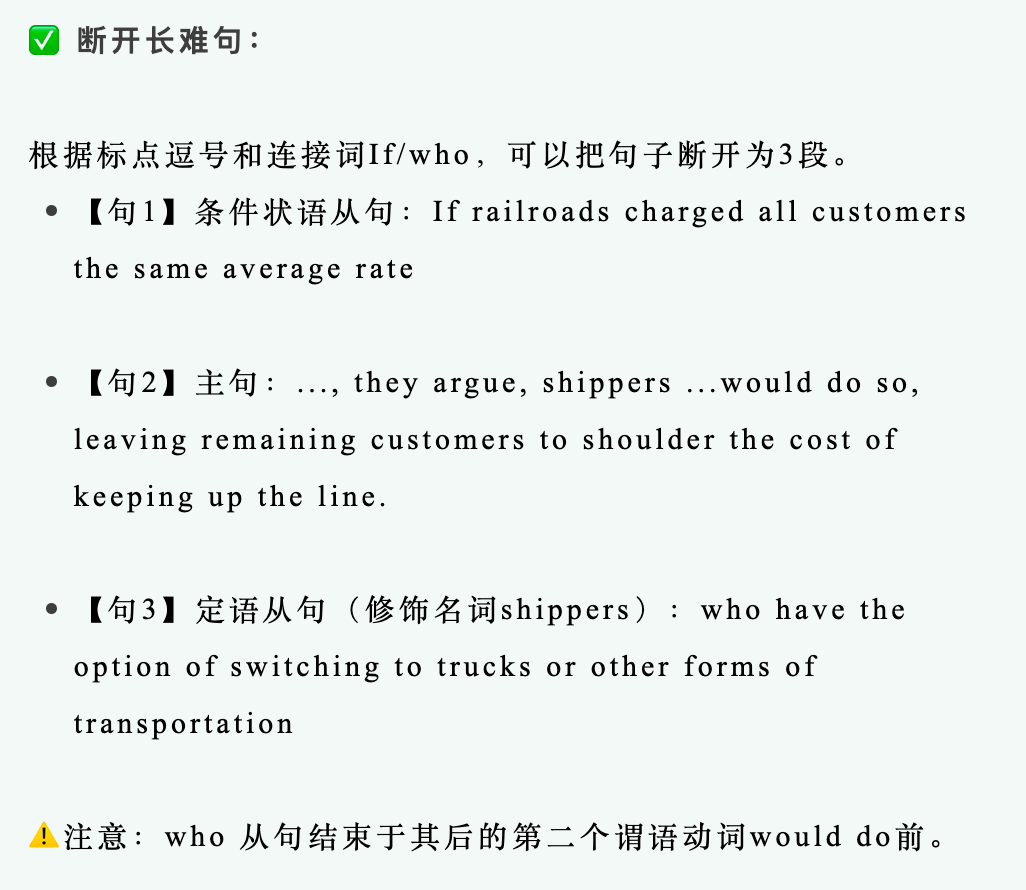 ✅ 断开长难句：
根据标点逗号和连接词If/who，可以把句子断开为3段。
• 【句1】条件状语从句：If railroads charged all customers
the same average rate
• 【句2】主句：..., they argue, shippers ...would do so,
leaving remaining customers to shoulder the cost of
keeping up the line.
• 【句3】定语从句（修饰名词shippers）：who have the
option of switching to trucks or other forms of
transportation
⚠️注意：who 从句结束于其后的第二个谓语动词would do前。